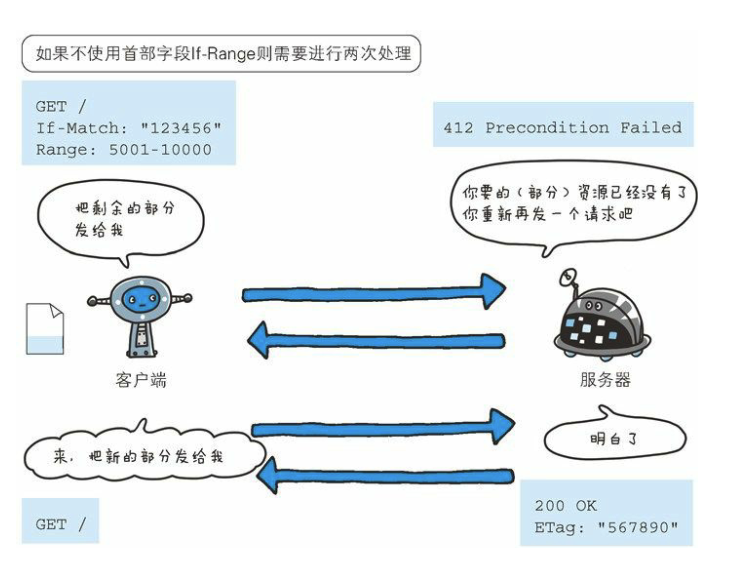 如果不使用首部字段If-Range则需要进行两次处理
GET /
If-Match: "123456"
Range: 5001-10000
412 Precondition Failed
把剩余的部分
发给我
你要的(部分)资源已经没有了
你重新再发一个请求吧
客户端
服务器
来,把新的部分发给我
明白了
GET /
200 OK
ETag: "567890"